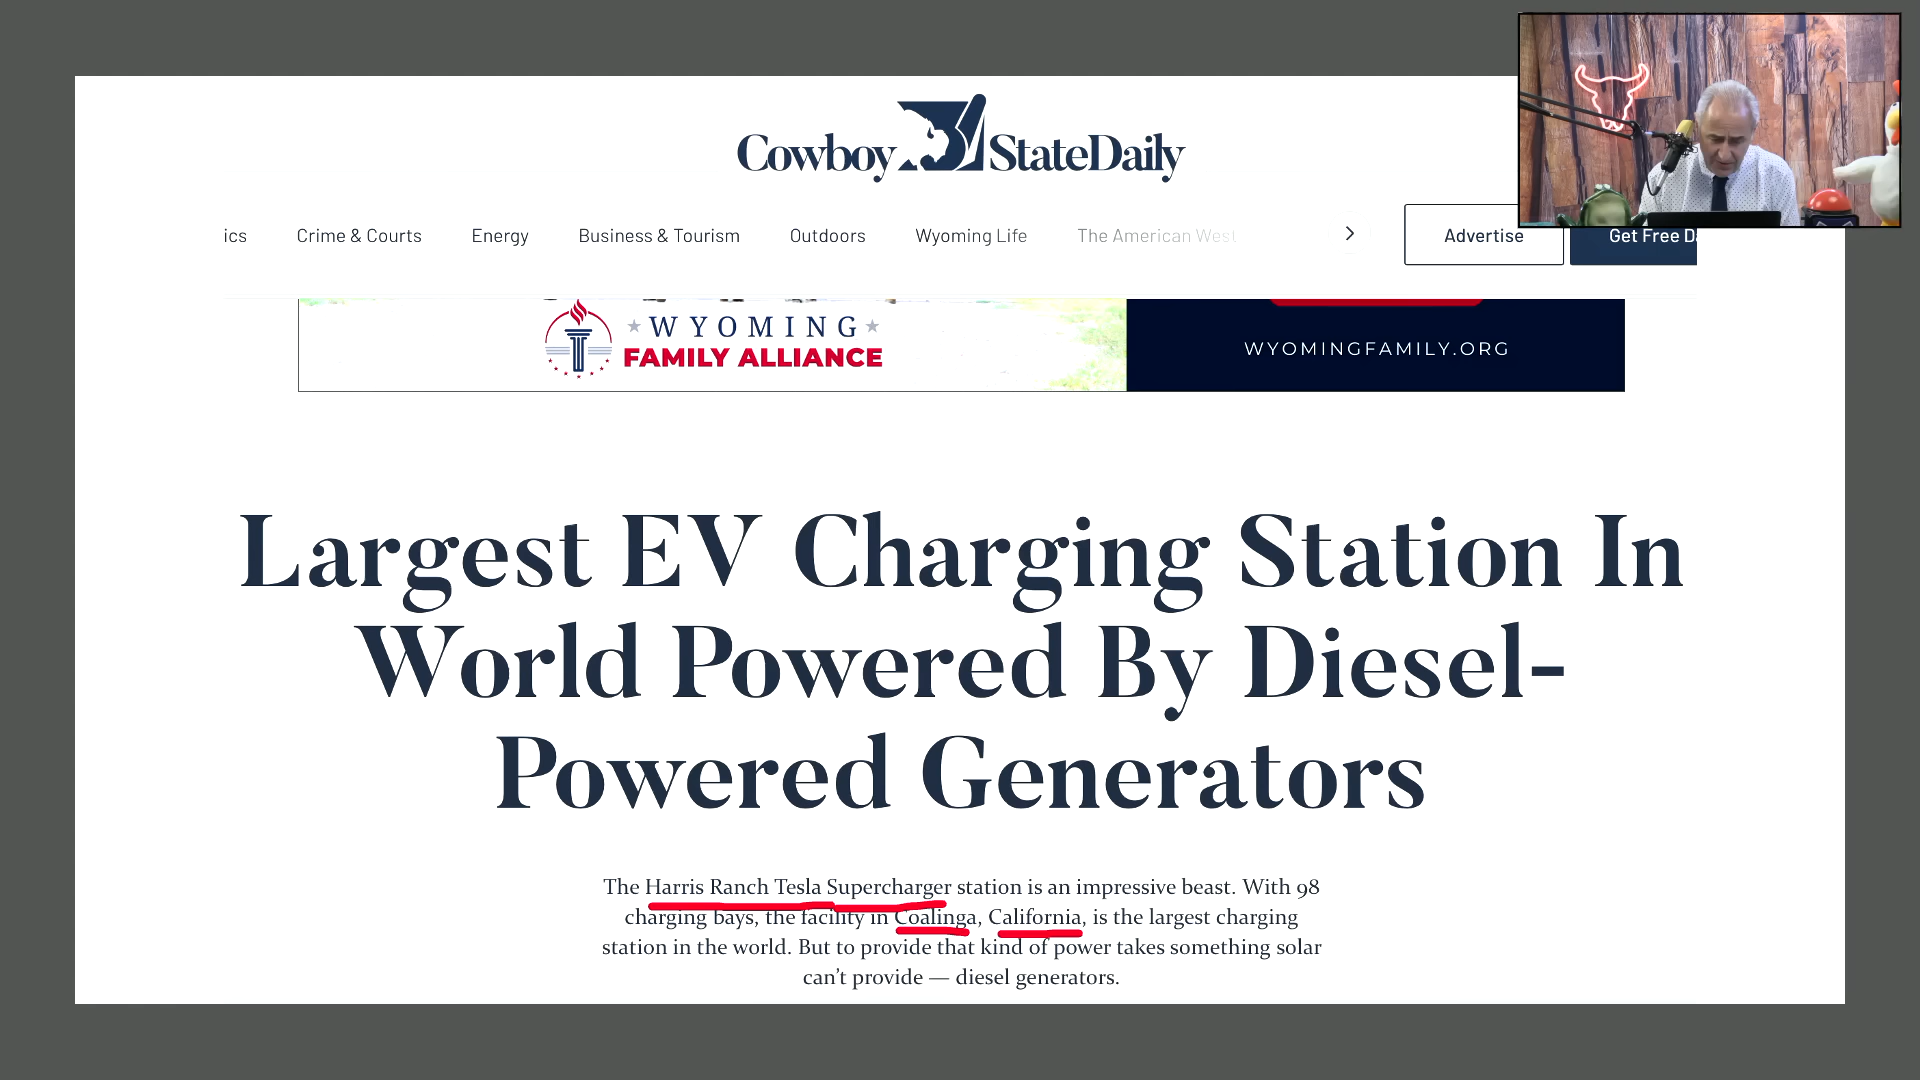 Cowboy StateDaily
ics Crime & Courts Energy Business & Tourism Outdoors Wyoming Life The American West Advertise Get Free Da
WYOMING
FAMILY ALLIANCE
WYOMINGFAMILY.ORG
Largest EV Charging Station In
World Powered By Diesel-
Powered Generators
The Harris Ranch Tesla Supercharger station is an impressive beast. With 98
charging bays, the facility in Coalinga, California, is the largest charging
station in the world. But to provide that kind of power takes something solar
can’t provide — diesel generators.